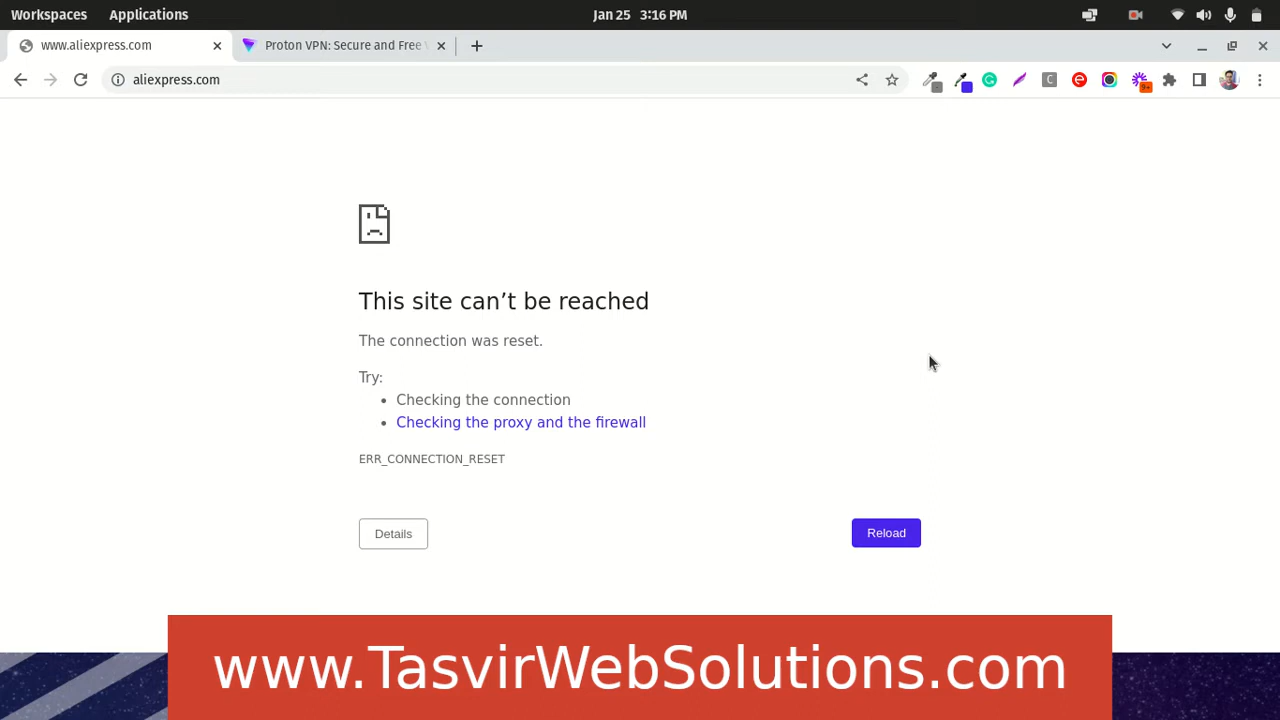 Workspaces Applications Jan 25 3:16 PM
www.aliexpress.com Proton VPN: Secure and Free
aliexpress.com
9+
This site can’t be reached
The connection was reset.
Try:
• Checking the connection
• Checking the proxy and the firewall
ERR_CONNECTION_RESET
Details Reload
www.TasvirWebSolutions.com